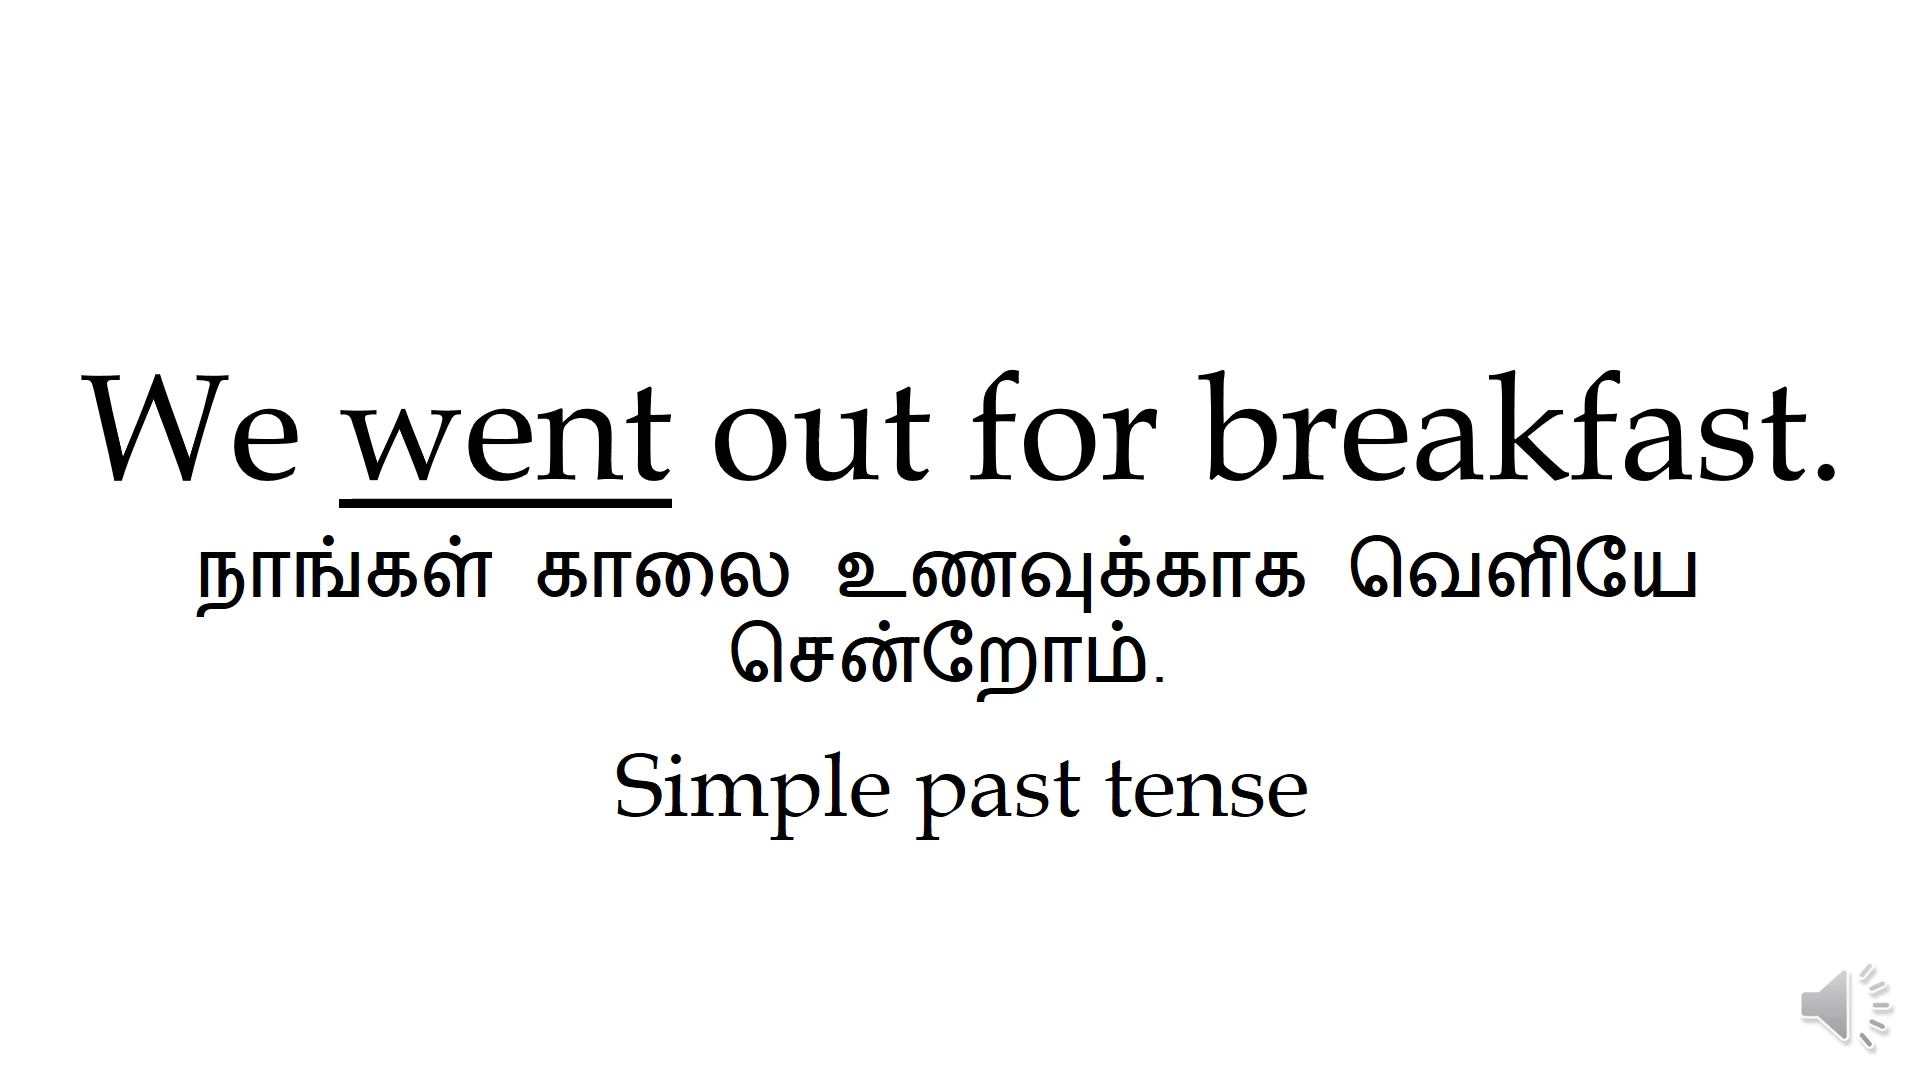 We went out for breakfast.
நாங்கள் காலை உணவுக்காக வெளியே
சென்றோம்.
Simple past tense